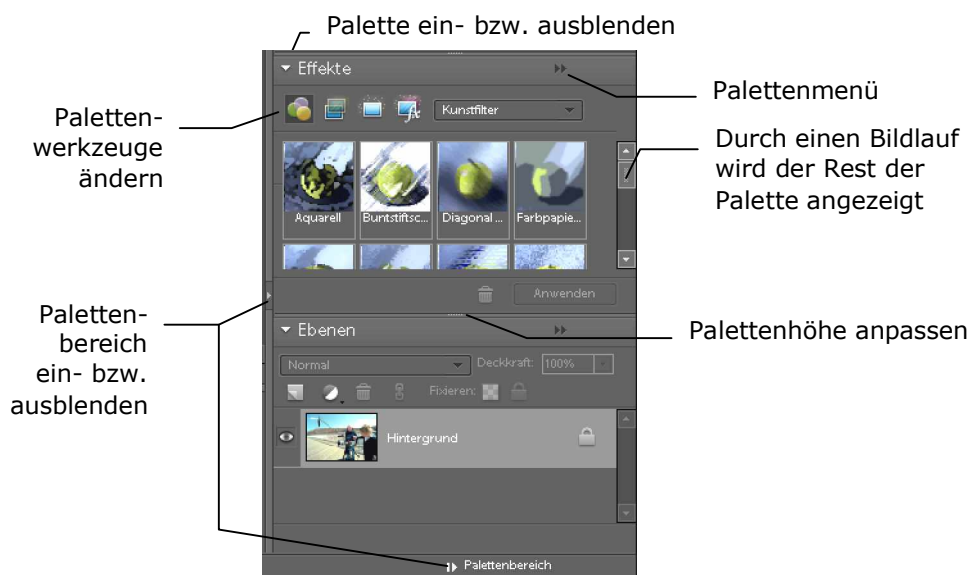 Palette ein- bzw. ausblenden
Effekte
Palettenmenü
Kunstfilter
Paletten-
werkzeuge
ändern
Durch einen Bildlauf
wird der Rest der
Palette angezeigt
Aquarell
Buntstiftsc...
Diagonal ...
Farbpapie...
Anwenden
Paletten-
bereich
ein- bzw.
ausblenden
Ebenen
Palettenhöhe anpassen
Normal
Deckkraft: 100%
Fixieren:
Hintergrund
Palettenbereich